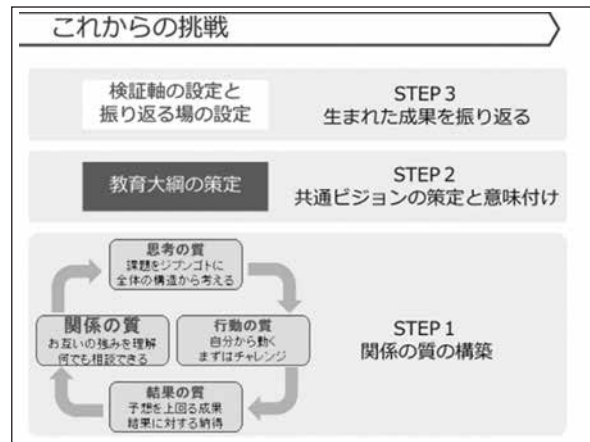 これからの挑戦
検証軸の設定と
振り返る場の設定
STEP 3
生まれた成果を振り返る
教育大綱の策定
STEP 2
共通ビジョンの策定と意味付け
思考の質
課題をジブンゴトに
全体の構造から考える
関係の質
お互いの強みを理解
何でも相談できる
行動の質
自分から動く
まずはチャレンジ
結果の質
予想を上回る成果
結果に対する納得
STEP 1
関係の質の構築